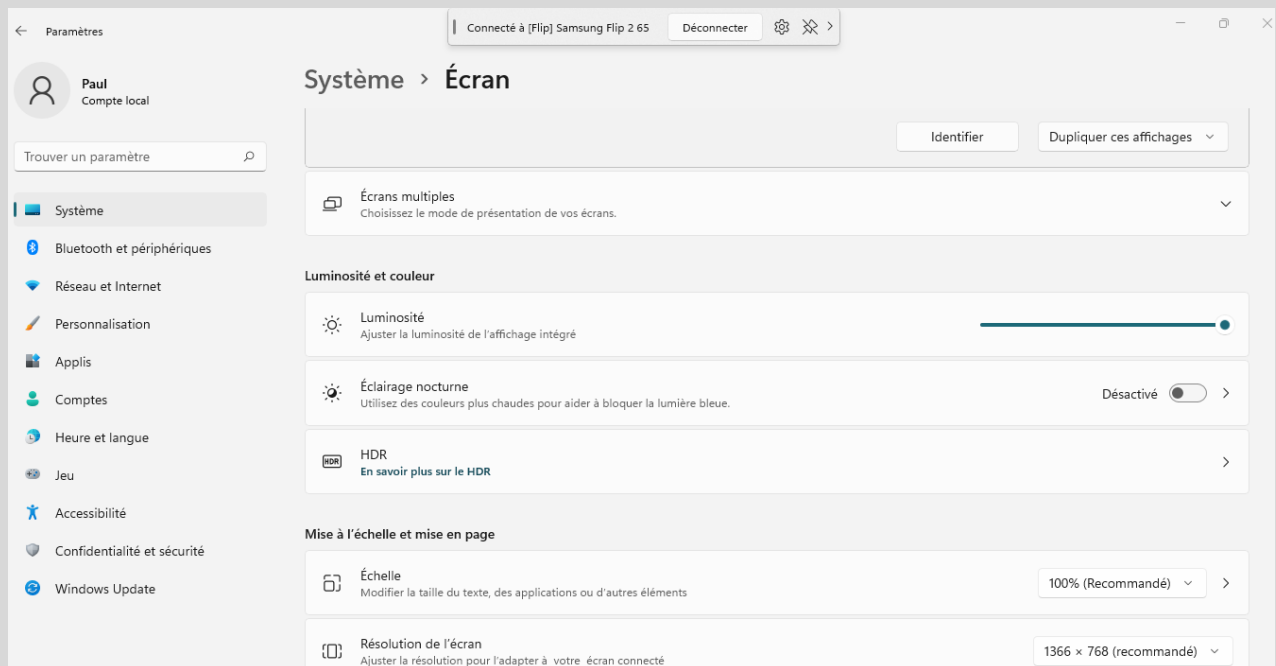 Paramètres
Connecté à [Flip] Samsung Flip 2 65
Déconnecter
Paul
Compte local
Trouver un paramètre
Système
Bluetooth et périphériques
Réseau et Internet
Personnalisation
Applis
Comptes
Heure et langue
Jeu
Accessibilité
Confidentialité et sécurité
Windows Update
Système > Écran
Identifier
Dupliquer ces affichages
Écrans multiples
Choisissez le mode de présentation de vos écrans.
Luminosité et couleur
Luminosité
Ajuster la luminosité de l'affichage intégré
Éclairage nocturne
Utilisez des couleurs plus chaudes pour aider à bloquer la lumière bleue.
Désactivé
HDR
HDR
En savoir plus sur le HDR
Mise à l'échelle et mise en page
Échelle
Modifier la taille du texte, des applications ou d'autres éléments
100% (Recommandé)
Résolution de l'écran
Ajuster la résolution pour l'adapter à votre écran connecté
1366 × 768 (recommandé)